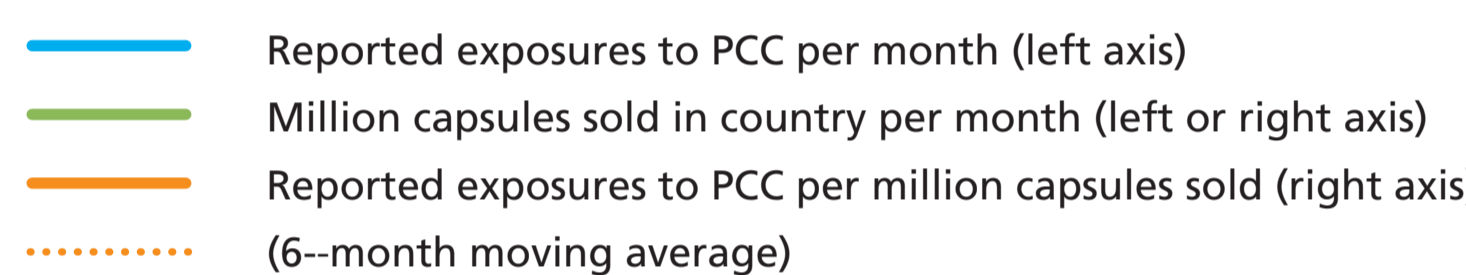 Reported exposures to PCC per month (left axis)
Million capsules sold in country per month (left or right axis)
Reported exposures to PCC per million capsules sold (right axis)
(6--month moving average)